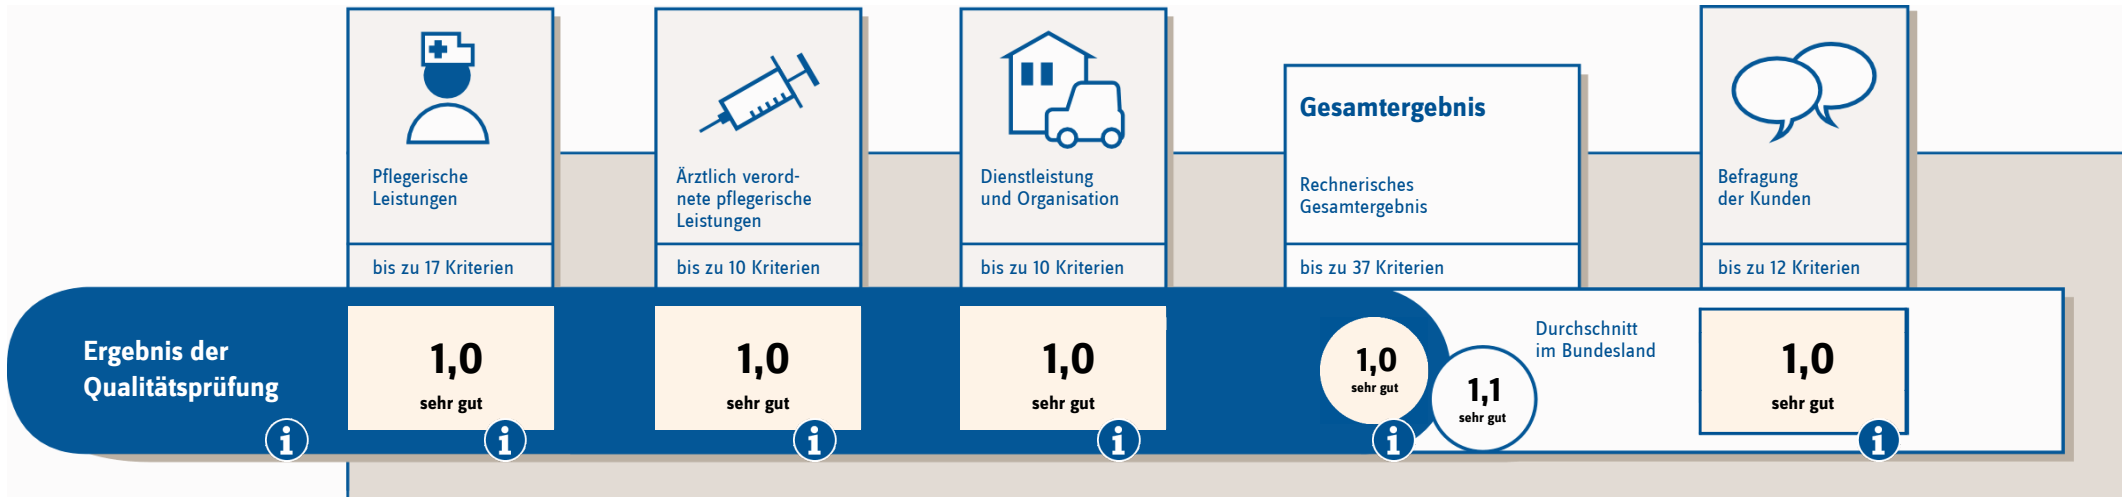 Pflegerische
Leistungen
bis zu 17 Kriterien
Ärztlich verord-
nete pflegerische
Leistungen
bis zu 10 Kriterien
Dienstleistung
und Organisation
bis zu 10 Kriterien
Gesamtergebnis
Rechnerisches
Gesamtergebnis
bis zu 37 Kriterien
Befragung
der Kunden
bis zu 12 Kriterien
Ergebnis der
Qualitätsprüfung
i
1,0
sehr gut
i
1,0
sehr gut
i
1,0
sehr gut
i
1,0
sehr gut
i
1,1
sehr gut
Durchschnitt
im Bundesland
1,0
sehr gut
i